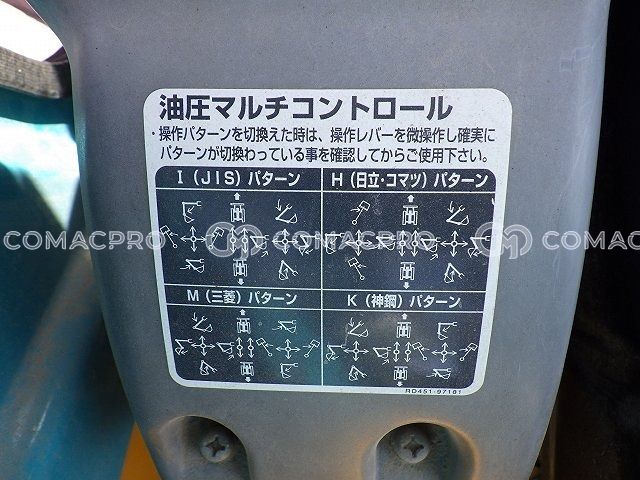 油圧マルチコントロール
・操作パターンを切換えた時は、操作レバーを微操作し確実に
パターンが切換わっている事を確認してからご使用下さい。
I(JIS)パターン
H(日立・コマツ)パターン
COMACPRO
COMACPRO
COMACPRO
M(三菱)パターン
K(神鋼)パターン
RD451-97101